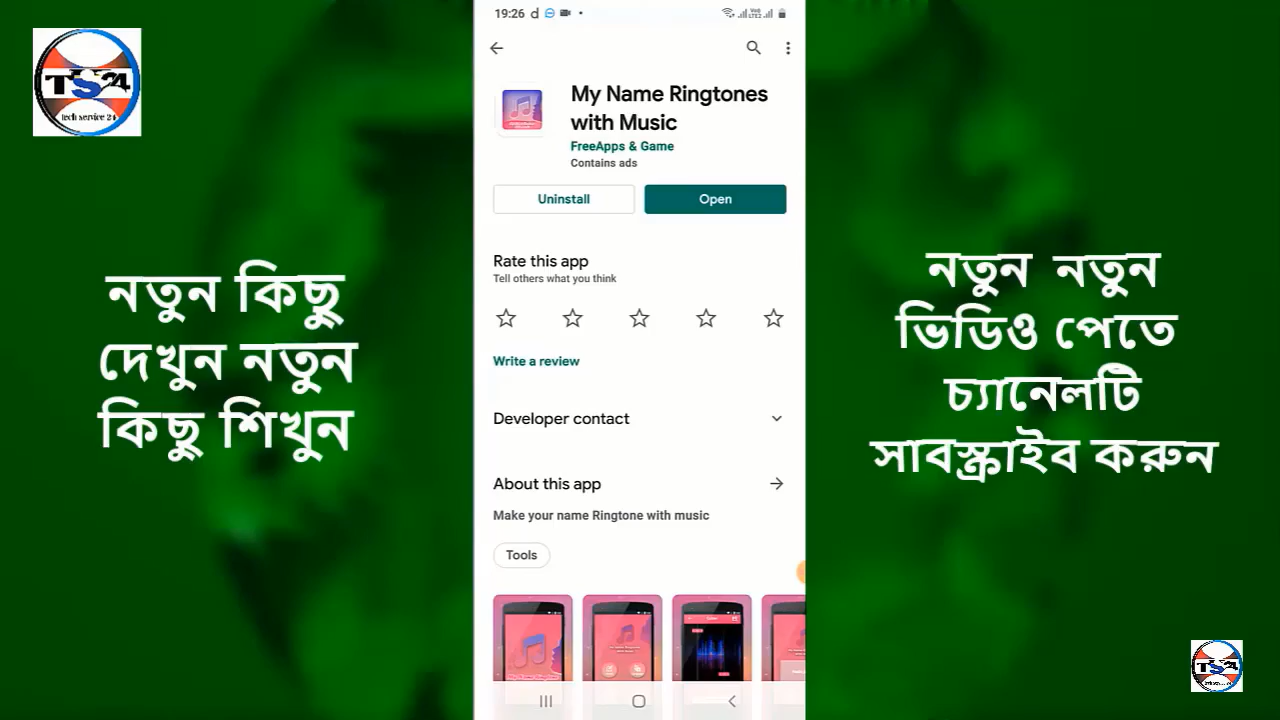 TS24
tech service 24
নতুন কিছু
দেখুন নতুন
কিছু শিখুন
19:26
My Name Ringtones
with Music
FreeApps & Game
Contains ads
Uninstall
Open
Rate this app
Tell others what you think
Write a review
Developer contact
About this app
Make your name Ringtone with music
Tools
নতুন নতুন
ভিডিও পেতে
চ্যানেলটি
সাবস্ক্রাইব করুন
TS24